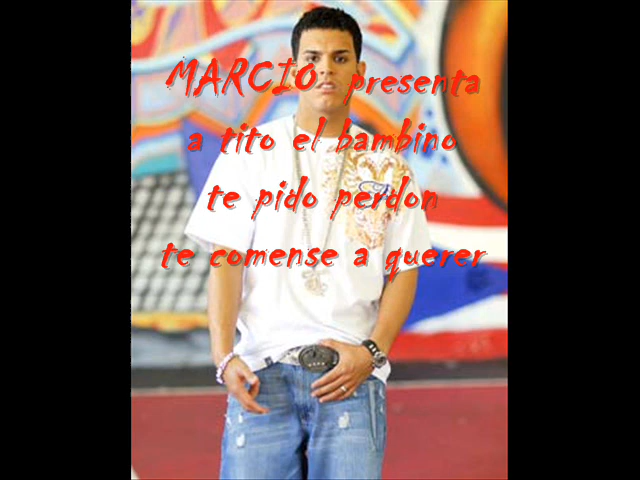 MARCIO presenta
a tito el bambino
te pido perdon
te comense a querer